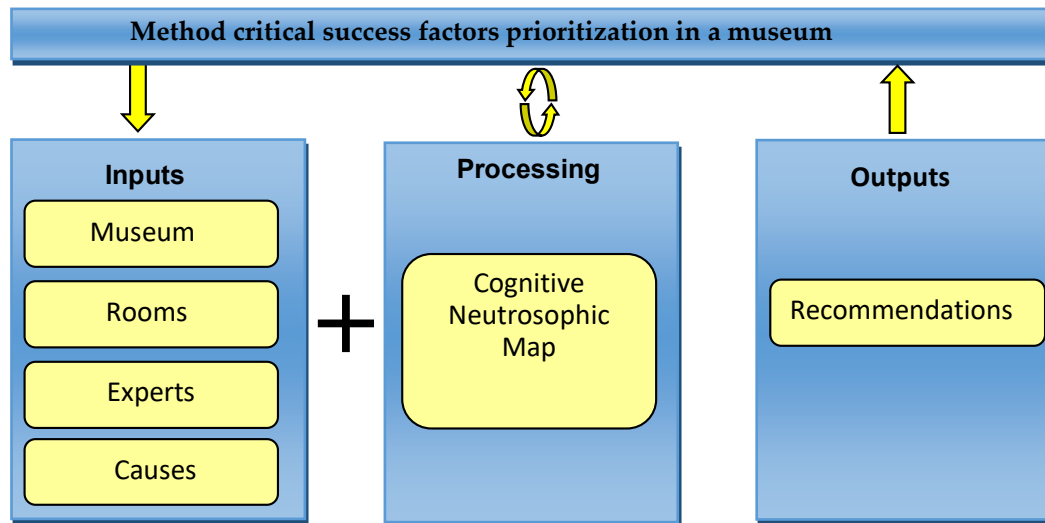 Method critical success factors prioritization in a museum
Inputs
Museum
Rooms
Experts
Causes
Processing
Cognitive
Neutrosophic
Map
Outputs
Recommendations